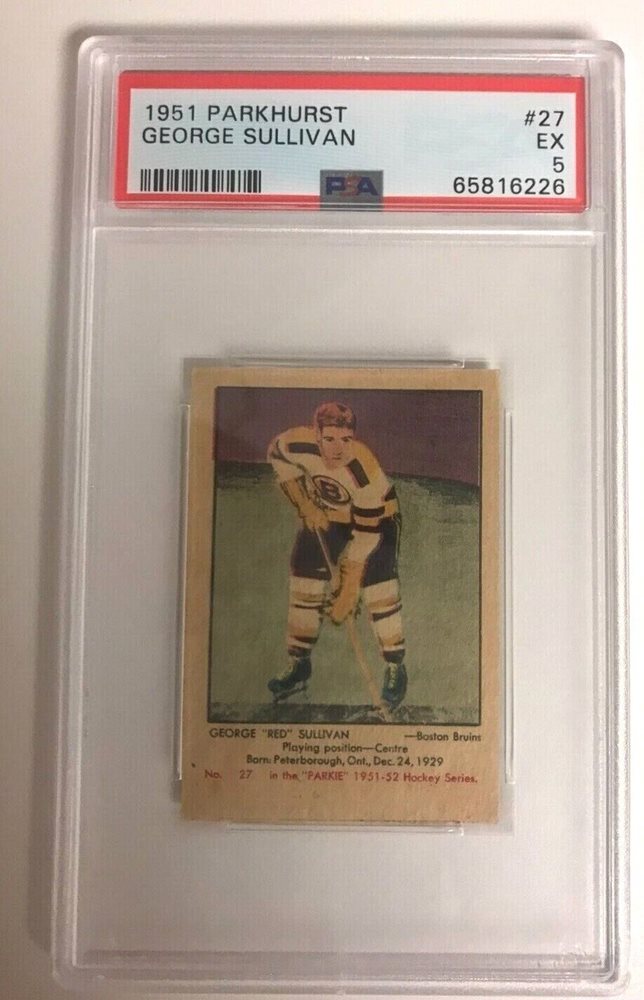 1951 PARKHURST #27
GEORGE SULLIVAN EX
5
PSA 65816226
B
GEORGE "RED" SULLIVAN —Boston Bruins
Playing position—Centre
Born: Peterborough, Ont., Dec. 24, 1929
No. 27 in the "PARKIE" 1951-52 Hockey Series.